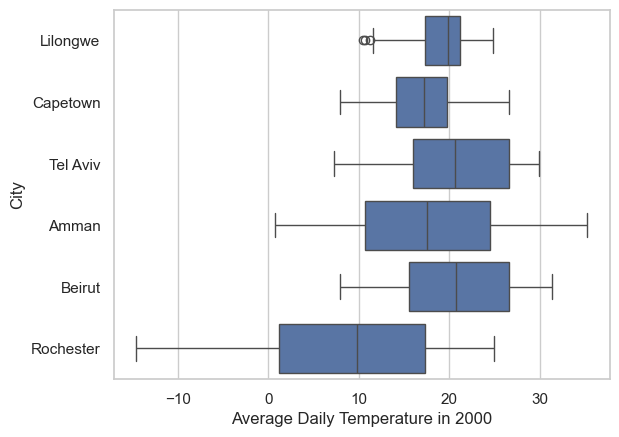 Lilongwe
Capetown
Tel Aviv
Amman
Beirut
Rochester
City
−10 0 10 20 30
Average Daily Temperature in 2000